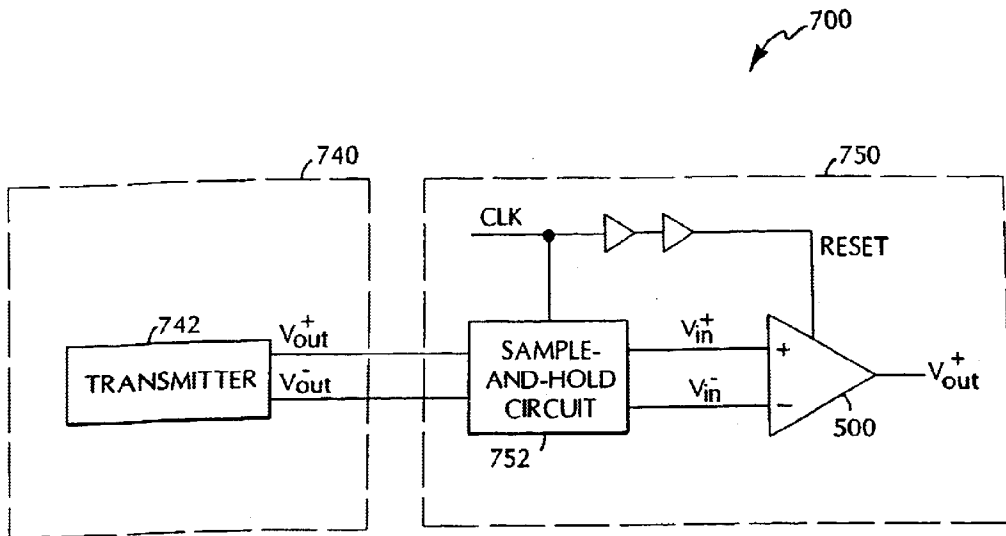 700
740
750
CLK
RESET
742
V+out
TRANSMITTER
V-out
SAMPLE-
AND-HOLD
CIRCUIT
V+in
V-in
+
-
V+out
752
500